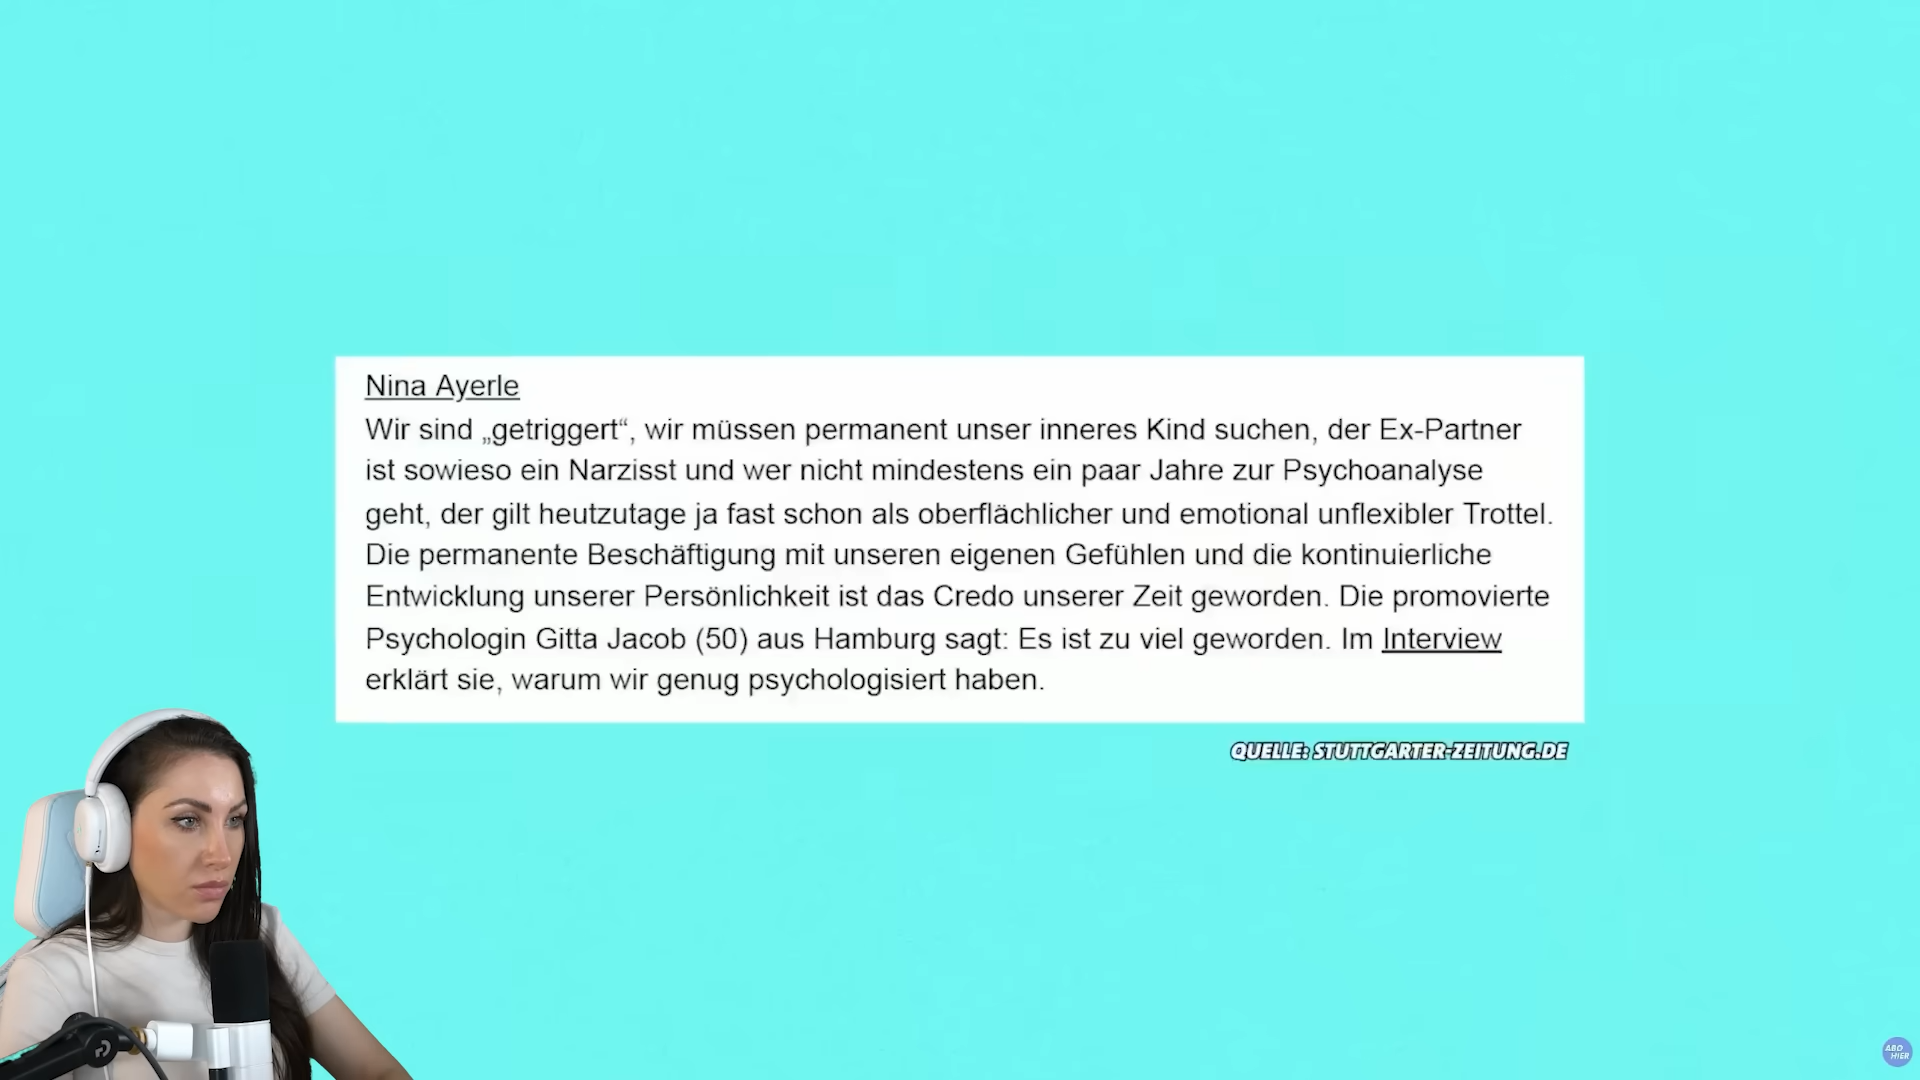 Nina Ayerle
Wir sind „getriggert“, wir müssen permanent unser inneres Kind suchen, der Ex-Partner
ist sowieso ein Narzisst und wer nicht mindestens ein paar Jahre zur Psychoanalyse
geht, der gilt heutzutage ja fast schon als oberflächlicher und emotional unflexibler Trottel.
Die permanente Beschäftigung mit unseren eigenen Gefühlen und die kontinuierliche
Entwicklung unserer Persönlichkeit ist das Credo unserer Zeit geworden. Die promovierte
Psychologin Gitta Jacob (50) aus Hamburg sagt: Es ist zu viel geworden. Im Interview
erklärt sie, warum wir genug psychologisiert haben.
QUELLE: STUTTGARTER-ZEITUNG.DE
ABO
HIER